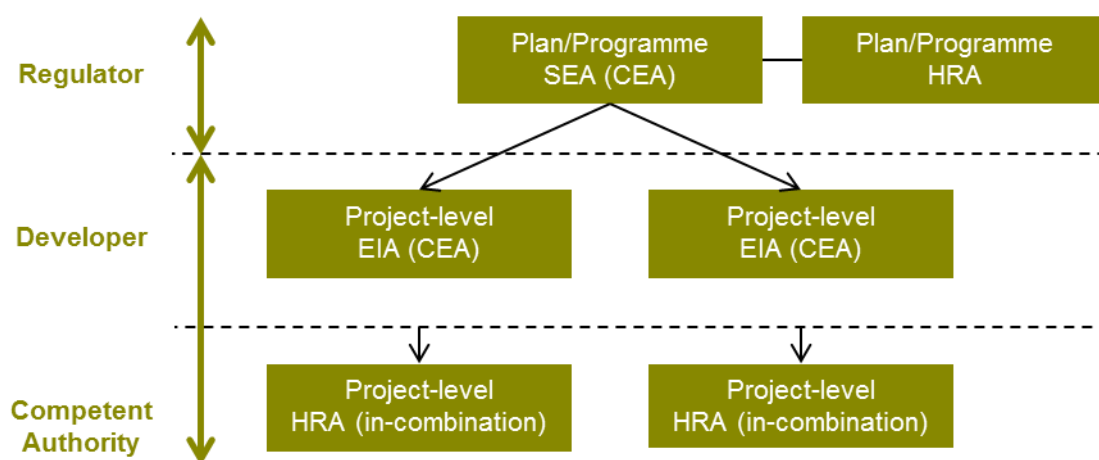 Regulator
Plan/Programme
SEA (CEA)
Plan/Programme
HRA
Developer
Project-level
EIA (CEA)
Project-level
EIA (CEA)
Competent
Authority
Project-level
HRA (in-combination)
Project-level
HRA (in-combination)